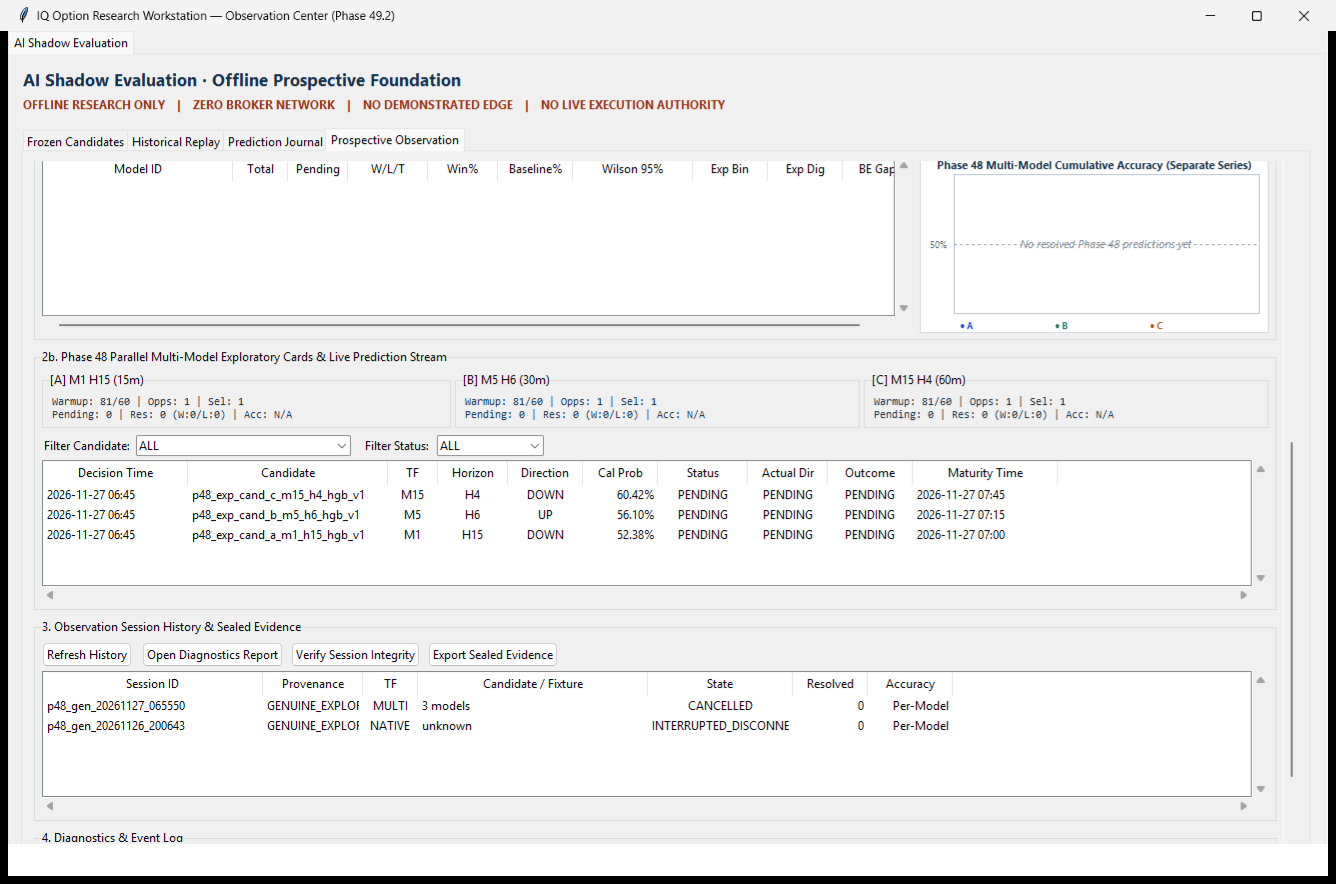 IQ Option Research Workstation — Observation Center (Phase 49.2)
AI Shadow Evaluation
AI Shadow Evaluation · Offline Prospective Foundation
OFFLINE RESEARCH ONLY | ZERO BROKER NETWORK | NO DEMONSTRATED EDGE | NO LIVE EXECUTION AUTHORITY
Frozen Candidates Historical Replay Prediction Journal Prospective Observation
Model ID Total Pending W/L/T Win% Baseline% Wilson 95% Exp Bin Exp Dig BE Gap
Phase 48 Multi-Model Cumulative Accuracy (Separate Series)
50% No resolved Phase 48 predictions yet
• A • B • C
2b. Phase 48 Parallel Multi-Model Exploratory Cards & Live Prediction Stream
[A] M1 H15 (15m)
Warmup: 81/60 | Opps: 1 | Sel: 1
Pending: 0 | Res: 0 (W:0/L:0) | Acc: N/A
[B] M5 H6 (30m)
Warmup: 81/60 | Opps: 1 | Sel: 1
Pending: 0 | Res: 0 (W:0/L:0) | Acc: N/A
[C] M15 H4 (60m)
Warmup: 81/60 | Opps: 1 | Sel: 1
Pending: 0 | Res: 0 (W:0/L:0) | Acc: N/A
Filter Candidate: ALL Filter Status: ALL
Decision Time Candidate TF Horizon Direction Cal Prob Status Actual Dir Outcome Maturity Time
2026-11-27 06:45 p48_exp_cand_c_m15_h4_hgb_v1 M15 H4 DOWN 60.42% PENDING PENDING PENDING 2026-11-27 07:45
2026-11-27 06:45 p48_exp_cand_b_m5_h6_hgb_v1 M5 H6 UP 56.10% PENDING PENDING PENDING 2026-11-27 07:15
2026-11-27 06:45 p48_exp_cand_a_m1_h15_hgb_v1 M1 H15 DOWN 52.38% PENDING PENDING PENDING 2026-11-27 07:00
3. Observation Session History & Sealed Evidence
Refresh History Open Diagnostics Report Verify Session Integrity Export Sealed Evidence
Session ID Provenance TF Candidate / Fixture State Resolved Accuracy
p48_gen_20261127_065550 GENUINE_EXPLOF MULTI 3 models CANCELLED 0 Per-Model
p48_gen_20261126_200643 GENUINE_EXPLOF NATIVE unknown INTERRUPTED_DISCONNE 0 Per-Model
4. Diagnostics & Event Log